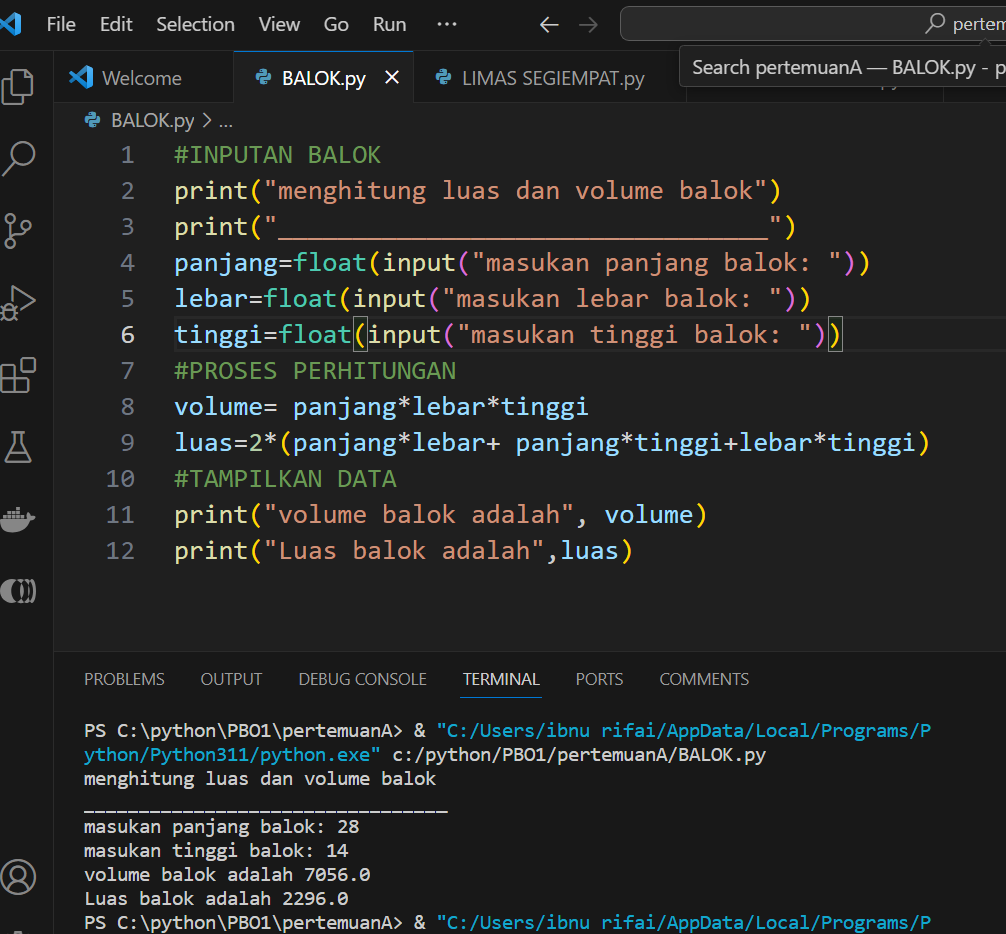 File Edit Selection View Go Run ···
pertem
Welcome BALOK.py LIMAS SEGIEMPAT.py
Search pertemuanA — BALOK.py - p
BALOK.py > ...
1 #INPUTAN BALOK
2 print("menghitung luas dan volume balok")
3 print("_________________________________")
4 panjang=float(input("masukan panjang balok: "))
5 lebar=float(input("masukan lebar balok: "))
6 tinggi=float(input("masukan tinggi balok: "))
7 #PROSES PERHITUNGAN
8 volume= panjang*lebar*tinggi
9 luas=2*(panjang*lebar+ panjang*tinggi+lebar*tinggi)
10 #TAMPILKAN DATA
11 print("volume balok adalah", volume)
12 print("Luas balok adalah",luas)
PROBLEMS OUTPUT DEBUG CONSOLE TERMINAL PORTS COMMENTS
PS C:\python\PBO1\pertemuanA> & "C:/Users/ibnu rifai/AppData/Local/Programs/P
ython/Python311/python.exe" c:/python/PBO1/pertemuanA/BALOK.py
menghitung luas dan volume balok
_________________________________
masukan panjang balok: 28
masukan tinggi balok: 14
volume balok adalah 7056.0
Luas balok adalah 2296.0
PS C:\python\PBO1\pertemuanA> & "C:/Users/ibnu rifai/AppData/Local/Programs/P